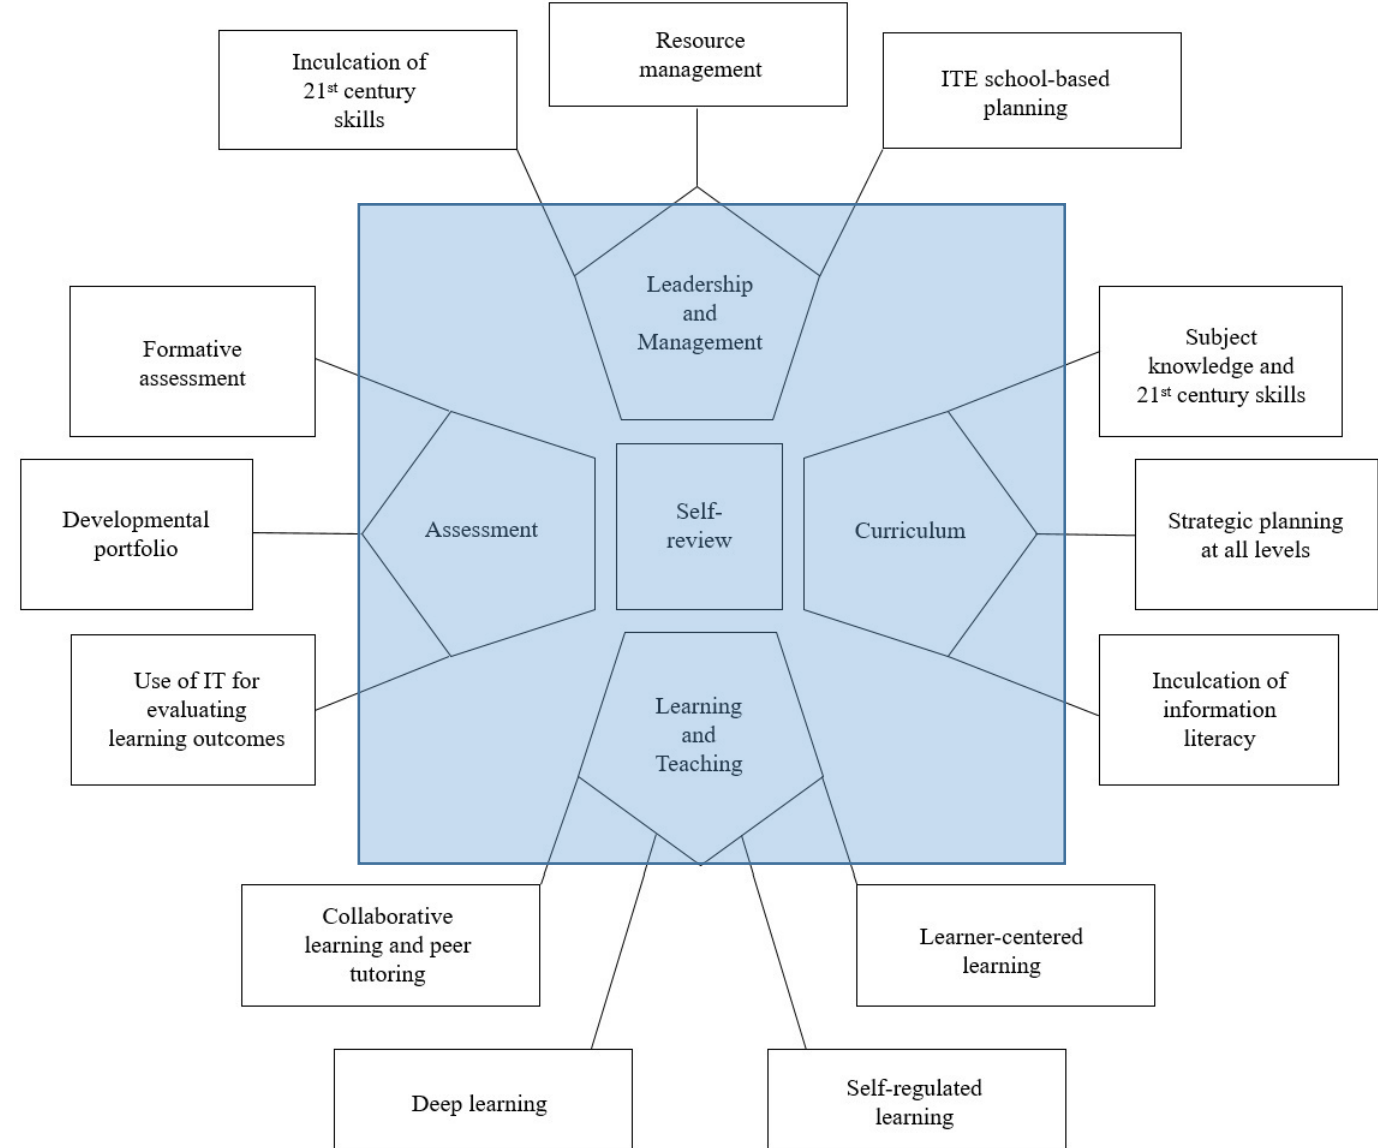 Inculcation of
21st century
skills
Resource
management
ITE school-based
planning
Leadership
and
Management
Formative
assessment
Subject
knowledge and
21st century skills
Developmental
portfolio
Assessment
Self-
review
Curriculum
Strategic planning
at all levels
Use of IT for
evaluating
learning outcomes
Learning
and
Teaching
Inculcation of
information
literacy
Collaborative
learning and peer
tutoring
Learner-centered
learning
Deep learning
Self-regulated
learning